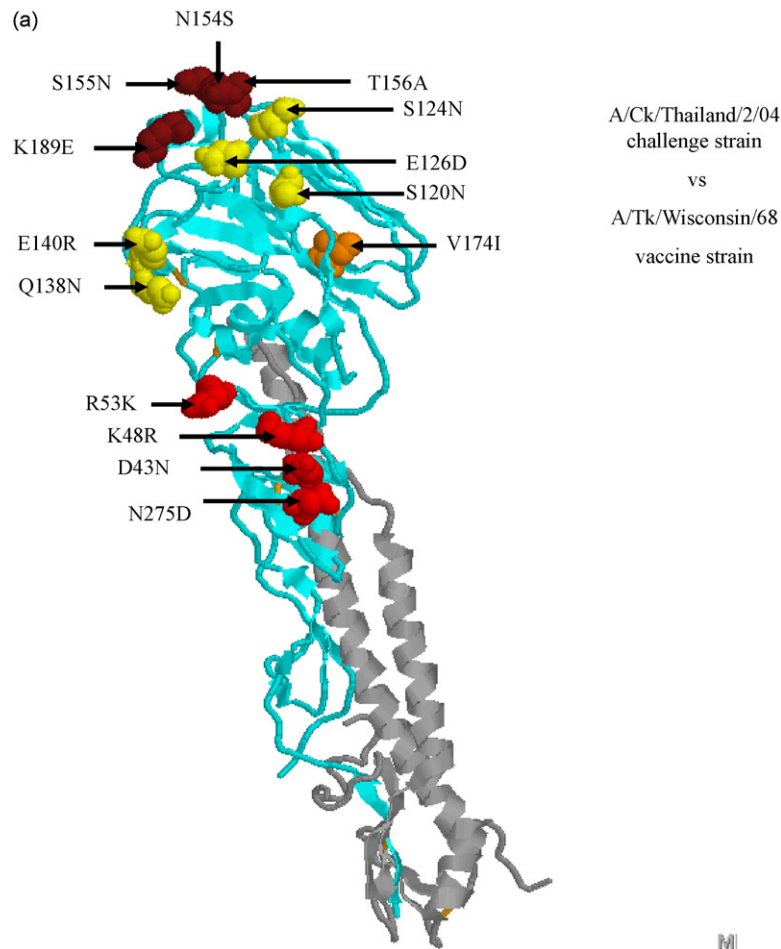 (a)
N154S
S155N
T156A
S124N
K189E
E126D
S120N
E140R
V174I
Q138N
R53K
K48R
D43N
N275D
A/Ck/Thailand/2/04
challenge strain
vs
A/Tk/Wisconsin/68
vaccine strain